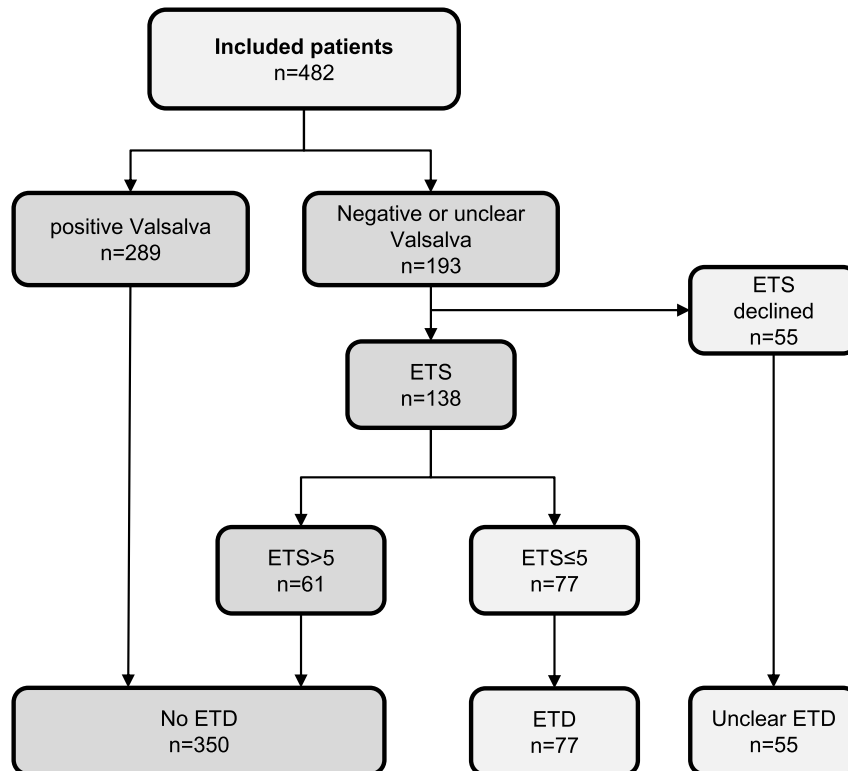 Included patients
n=482
positive Valsalva
n=289
Negative or unclear
Valsalva
n=193
ETS
declined
n=55
ETS
n=138
ETS>5
n=61
ETS≤5
n=77
No ETD
n=350
ETD
n=77
Unclear ETD
n=55